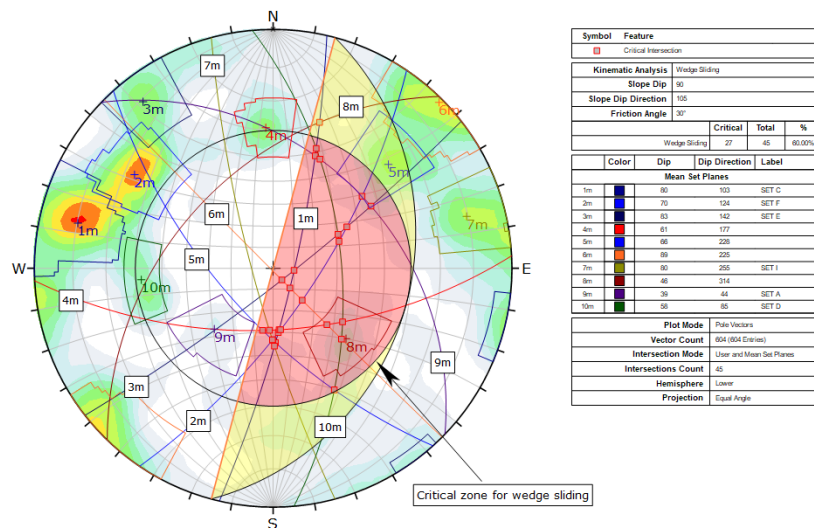 N
7m
8m
3m
6m
4m
5m
2m
1m
6m
1m
7m
W
E
5m
10m
4m
9m
8m
9m
3m
2m
10m
S
Critical zone for wedge sliding
Symbol Feature
Critical Intersection
Kinematic Analysis Wedge Sliding
Slope Dip 90
Slope Dip Direction 105
Friction Angle 30°
Critical Total %
Wedge Sliding 27 45 60.00%
Color Dip Dip Direction Label
Mean Set Planes
1m 80 103 SET C
2m 70 124 SET F
3m 83 142 SET E
4m 61 177
5m 66 228
6m 89 225
7m 80 255 SET I
8m 46 314
9m 39 44 SET A
10m 58 85 SET D
Plot Mode Pole Vectors
Vector Count 604 (604 Entries)
Intersection Mode User and Mean Set Planes
Intersections Count 45
Hemisphere Lower
Projection Equal Angle